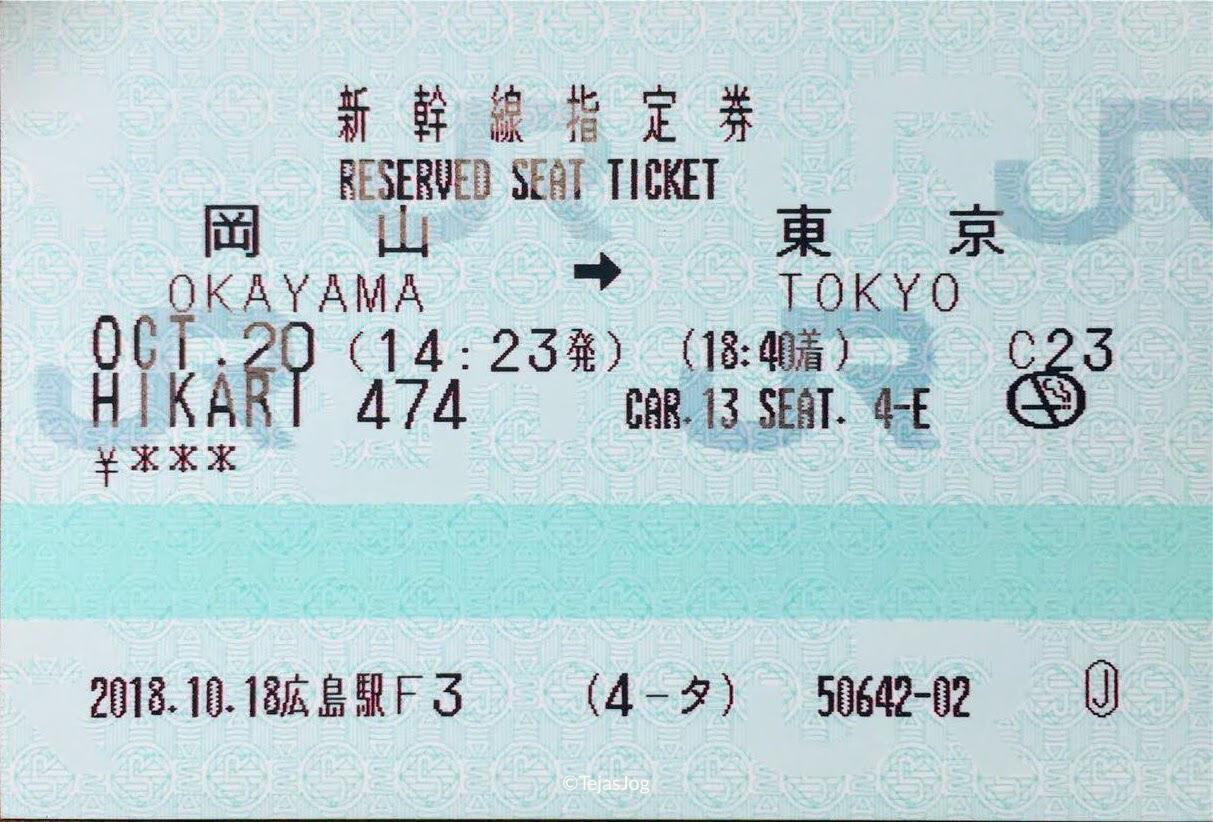 新幹線指定券
RESERVED SEAT TICKET
岡山 ➡ 東京
OKAYAMA TOKYO
OCT.20 (14:23発) (18:40着) C23
HIKARI 474 CAR.13 SEAT. 4-E
¥***
2018.10.18広島駅F3 (4-タ) 50642-02 Ⓙ
©TejasJog